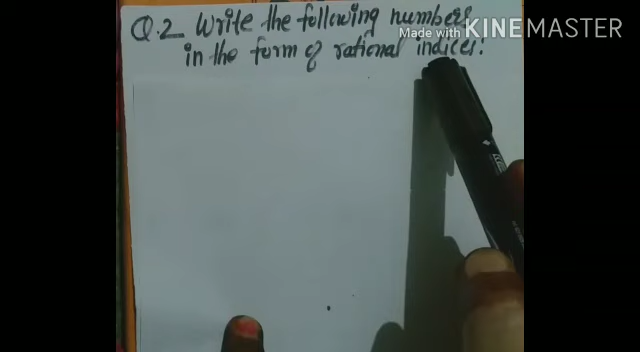 Q.2 Write the following numbers
Made with KINEMASTER
in the form of rational indices: